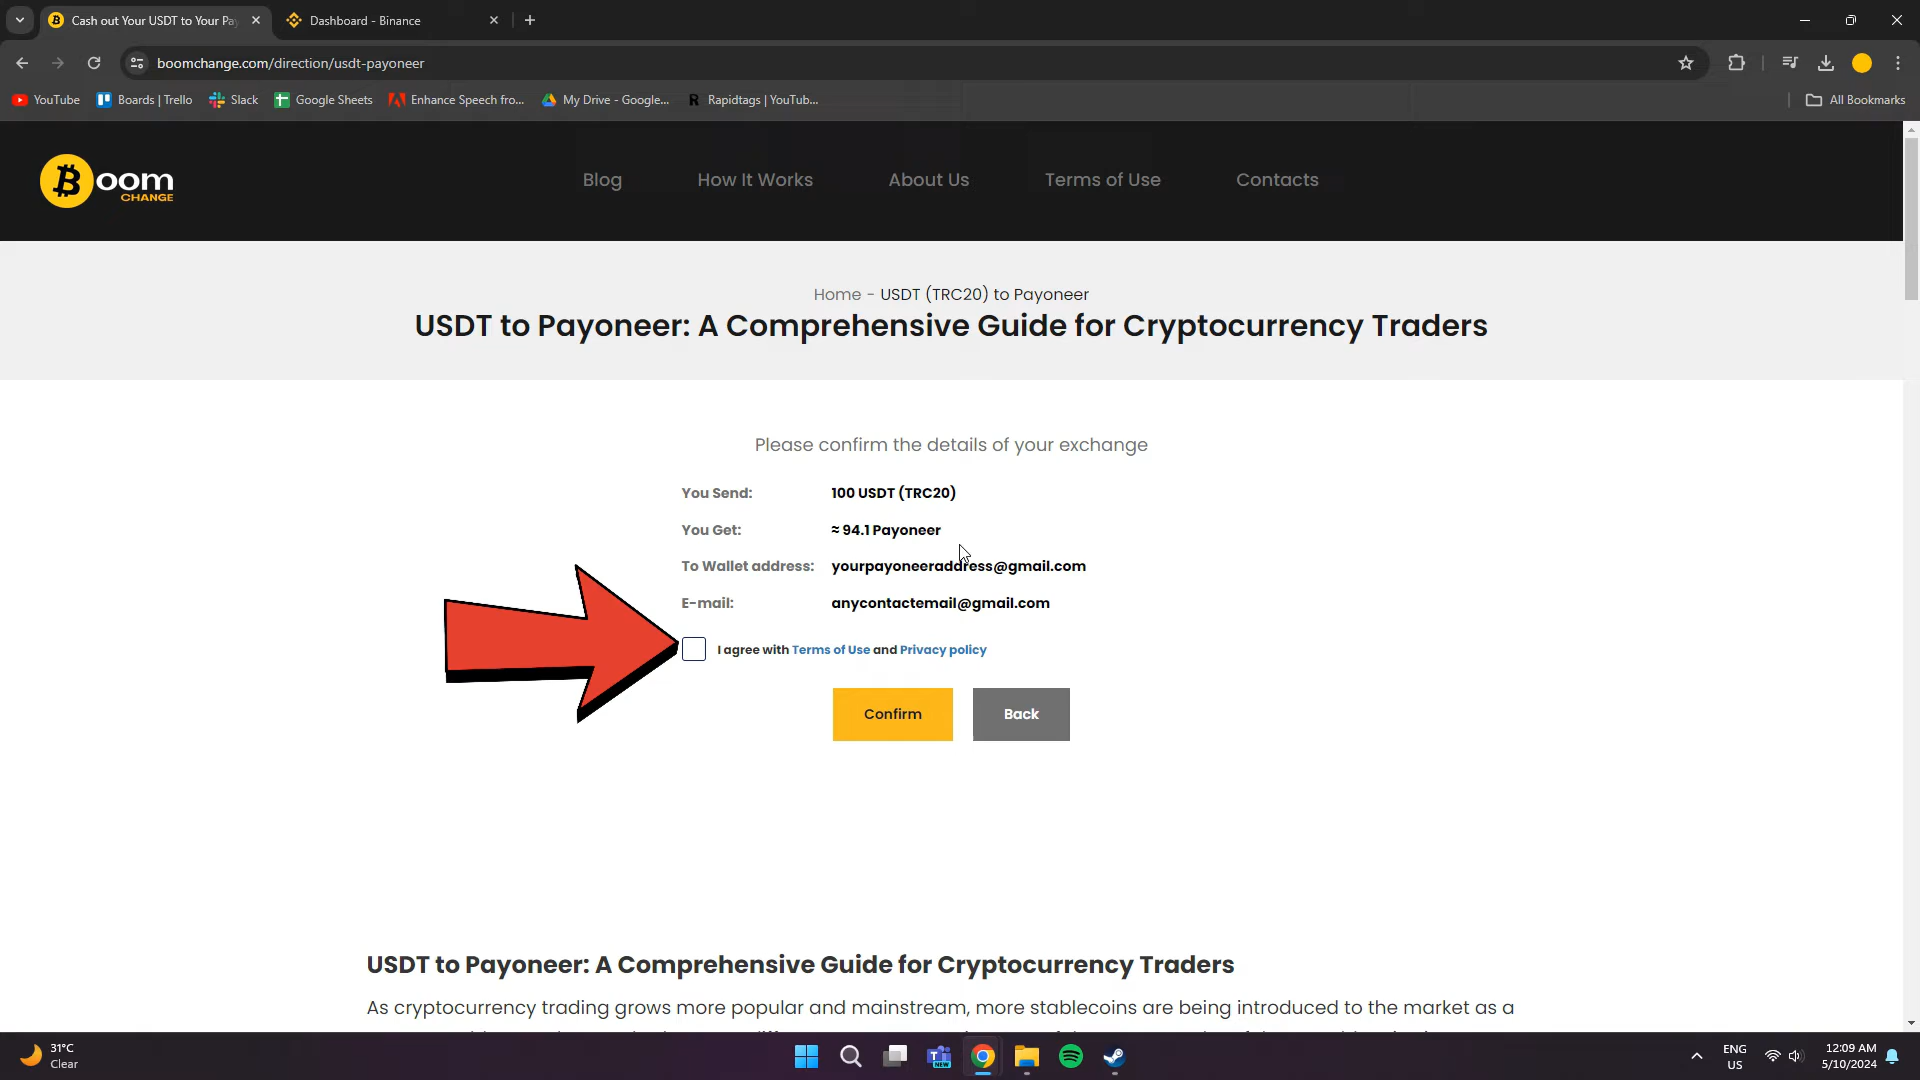 Cash out Your USDT to Your Pa
Dashboard - Binance
boomchange.com/direction/usdt-payoneer
YouTube
Boards | Trello
Slack
Google Sheets
Enhance Speech fro...
My Drive - Google...
R Rapidtags | YouTub...
All Bookmarks
Boom
CHANGE
Blog
How It Works
About Us
Terms of Use
Contacts
Home - USDT (TRC20) to Payoneer
USDT to Payoneer: A Comprehensive Guide for Cryptocurrency Traders
Please confirm the details of your exchange
You Send: 100 USDT (TRC20)
You Get: ≈ 94.1 Payoneer
To Wallet address: yourpayoneeraddress@gmail.com
E-mail: anycontactemail@gmail.com
I agree with Terms of Use and Privacy policy
Confirm
Back
USDT to Payoneer: A Comprehensive Guide for Cryptocurrency Traders
As cryptocurrency trading grows more popular and mainstream, more stablecoins are being introduced to the market as a
31°C
Clear
NEW
ENG
US
12:09 AM
5/10/2024